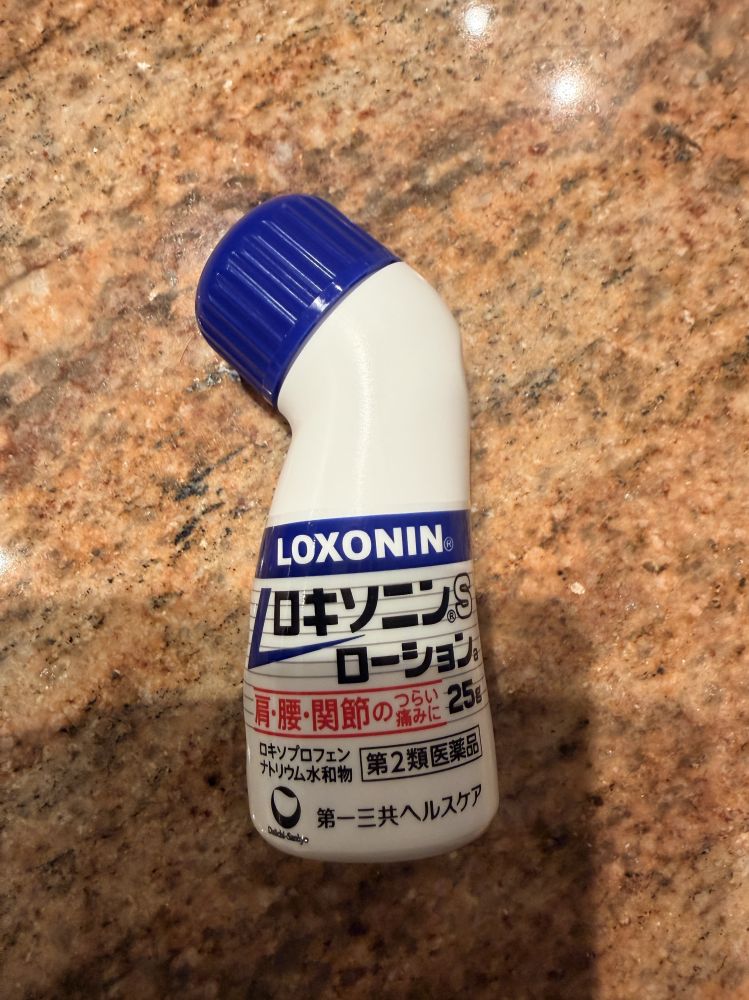 LOXONIN®
ロキソニン®S
ローションa
肩・腰・関節の つらい痛みに
25g
ロキソプロフェン
ナトリウム水和物
第2類医薬品
第一三共ヘルスケア
Daiichi-Sankyo